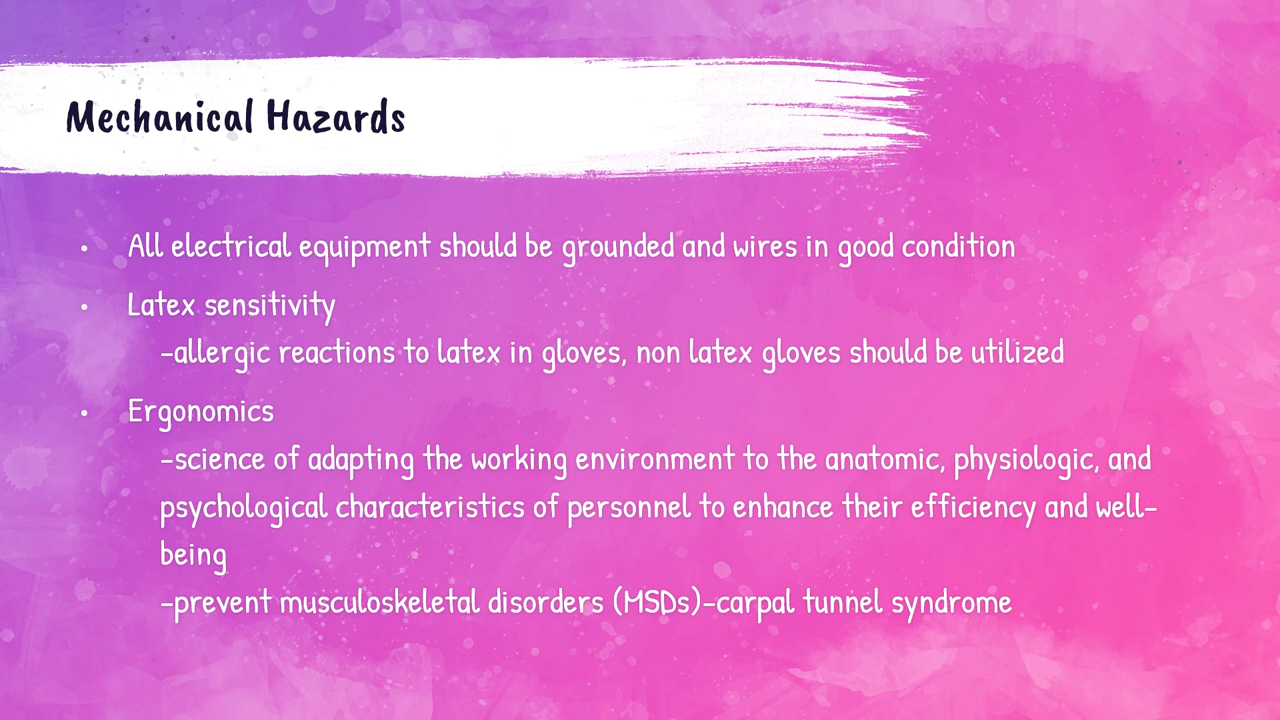 Mechanical Hazards
• All electrical equipment should be grounded and wires in good condition
• Latex sensitivity
–allergic reactions to latex in gloves, non latex gloves should be utilized
• Ergonomics
–science of adapting the working environment to the anatomic, physiologic, and
psychological characteristics of personnel to enhance their efficiency and well-
being
–prevent musculoskeletal disorders (MSDs)–carpal tunnel syndrome